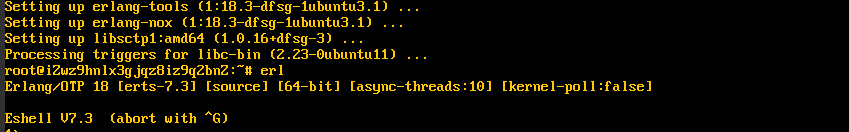 Setting up erlang-tools (1:18.3-dfsg-1ubuntu3.1) ...
Setting up erlang-nox (1:18.3-dfsg-1ubuntu3.1) ...
Setting up libsctp1:amd64 (1.0.16+dfsg-3) ...
Processing triggers for libc-bin (2.23-0ubuntu11) ...
root@iZwz9hnlx3gjqz8iz9q2bnZ:~# erl
Erlang/OTP 18 [erts-7.3] [source] [64-bit] [async-threads:10] [kernel-poll:false]
Eshell V7.3  (abort with ^G)